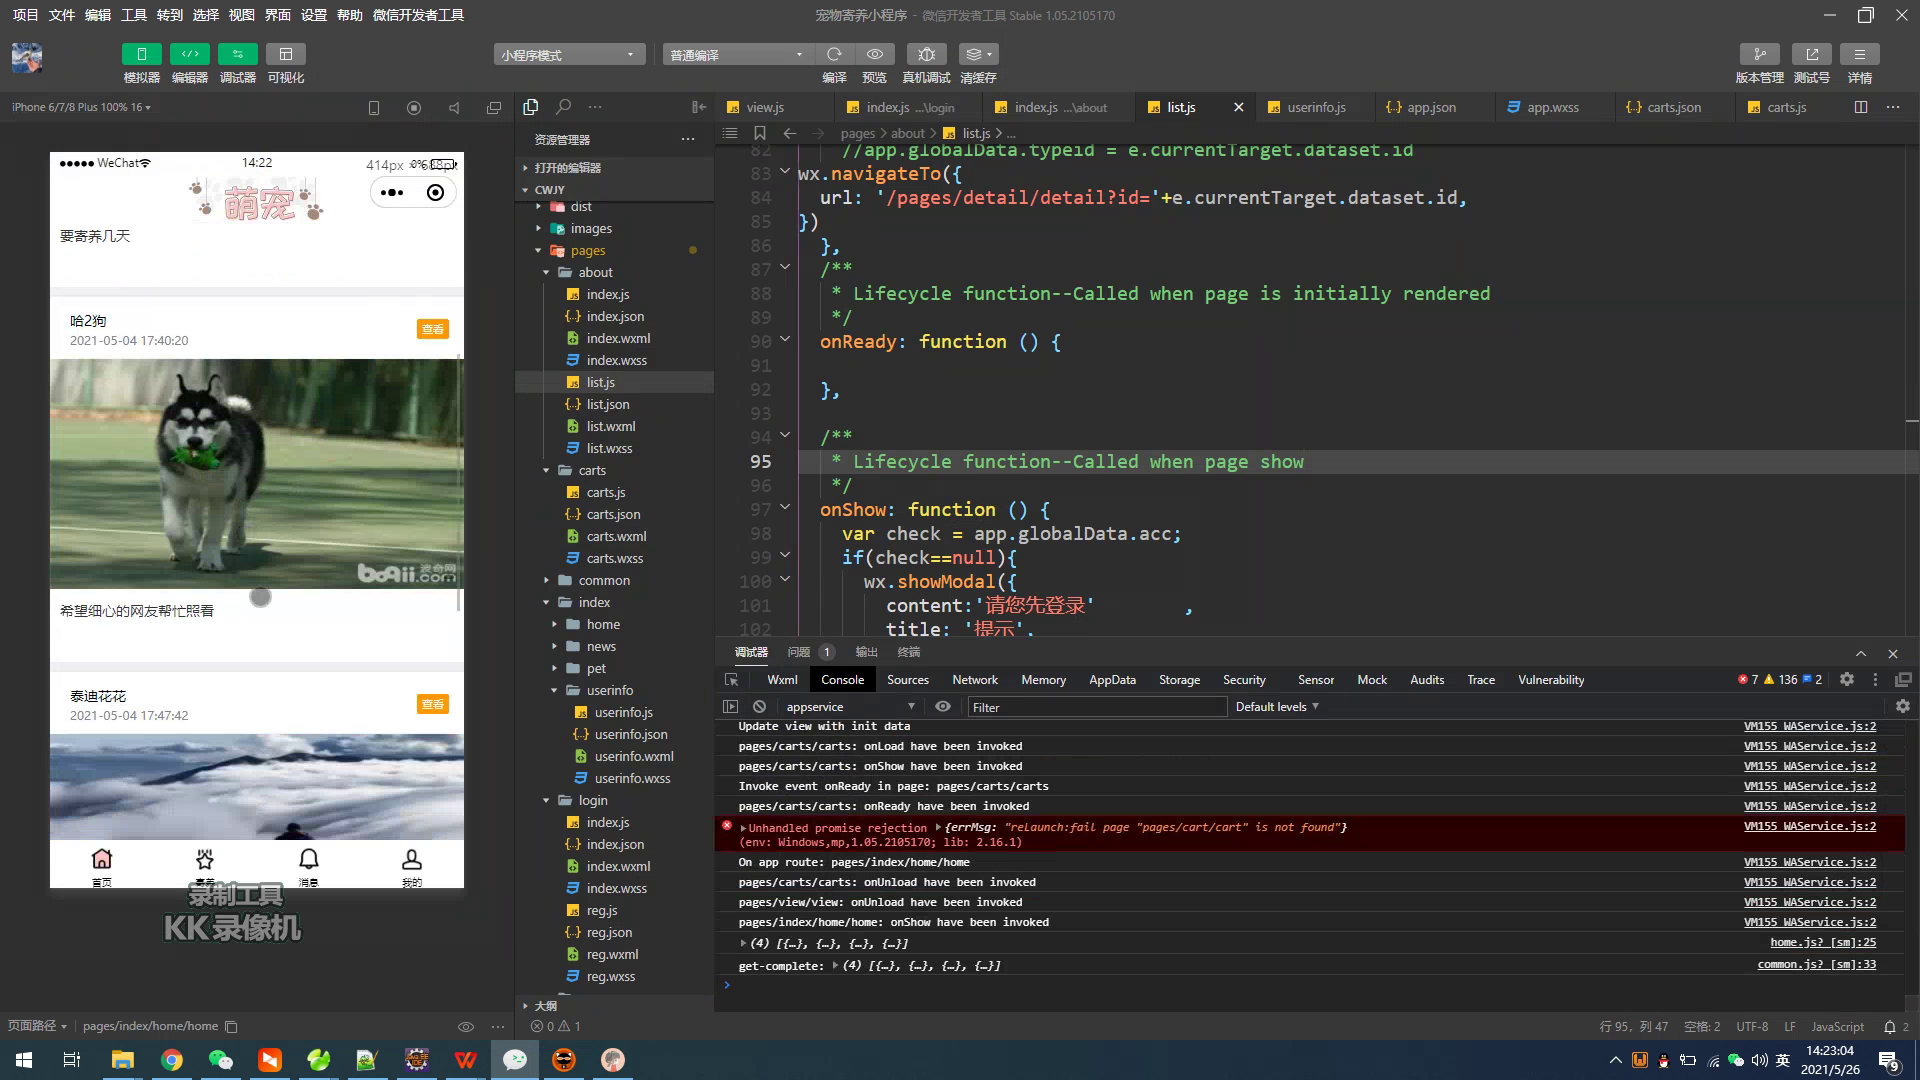 项目 文件 编辑 工具 转到 选择 视图 界面 设置 帮助 微信开发者工具
宠物寄养小程序 - 微信开发者工具 Stable 1.05.2105170
模拟器 编辑器 调试器 可视化
小程序模式 普通编译
编译 预览 真机调试 清缓存
版本管理 测试号 详情
iPhone 6/7/8 Plus 100% 16
WeChat 14:22 0%
414px
萌宠
要寄养几天
哈2狗
查看
2021-05-04 17:40:20
希望细心的网友帮忙照看
泰迪花花
查看
2021-05-04 17:47:42
首页 消息 我的
录制工具
KK录像机
页面路径 pages/index/home/home
资源管理器
打开的编辑器
CWJY
dist
images
pages
about
index.js
index.json
index.wxml
index.wxss
list.js
list.json
list.wxml
list.wxss
carts
carts.js
carts.json
carts.wxml
carts.wxss
common
index
home
news
pet
userinfo
userinfo.js
userinfo.json
userinfo.wxml
userinfo.wxss
login
index.js
index.json
index.wxml
index.wxss
reg.js
reg.json
reg.wxml
reg.wxss
大纲
0 1
view.js index.js ...\login index.js ...\about list.js userinfo.js app.json app.wxss carts.json carts.js
pages > about > list.js > ...
82 //app.globalData.typeid = e.currentTarget.dataset.id
83 wx.navigateTo({
84 url: '/pages/detail/detail?id='+e.currentTarget.dataset.id,
85 })
86 },
87 /**
88 * Lifecycle function--Called when page is initially rendered
89 */
90 onReady: function () {
91
92 },
93
94 /**
95 * Lifecycle function--Called when page show
96 */
97 onShow: function () {
98 var check = app.globalData.acc;
99 if(check==null){
100 wx.showModal({
101 content:'请您先登录' ,
102 title: '提示',
调试器 问题 1 输出 终端
Wxml Console Sources Network Memory AppData Storage Security Sensor Mock Audits Trace Vulnerability 7 136 2
appservice Filter Default levels
Update view with init data VM155 WAService.js:2
pages/carts/carts: onLoad have been invoked VM155 WAService.js:2
pages/carts/carts: onShow have been invoked VM155 WAService.js:2
Invoke event onReady in page: pages/carts/carts VM155 WAService.js:2
pages/carts/carts: onReady have been invoked VM155 WAService.js:2
Unhandled promise rejection {errMsg: "reLaunch:fail page "pages/cart/cart" is not found"} VM155 WAService.js:2
(env: Windows,mp,1.05.2105170; lib: 2.16.1)
On app route: pages/index/home/home VM155 WAService.js:2
pages/carts/carts: onUnload have been invoked VM155 WAService.js:2
pages/view/view: onUnload have been invoked VM155 WAService.js:2
pages/index/home/home: onShow have been invoked VM155 WAService.js:2
(4) [{…}, {…}, {…}, {…}] home.js? [sm]:25
get-complete: (4) [{…}, {…}, {…}, {…}] common.js? [sm]:33
行 95，列 47 空格: 2 UTF-8 LF JavaScript 2
英 14:23:04
2021/5/26 9